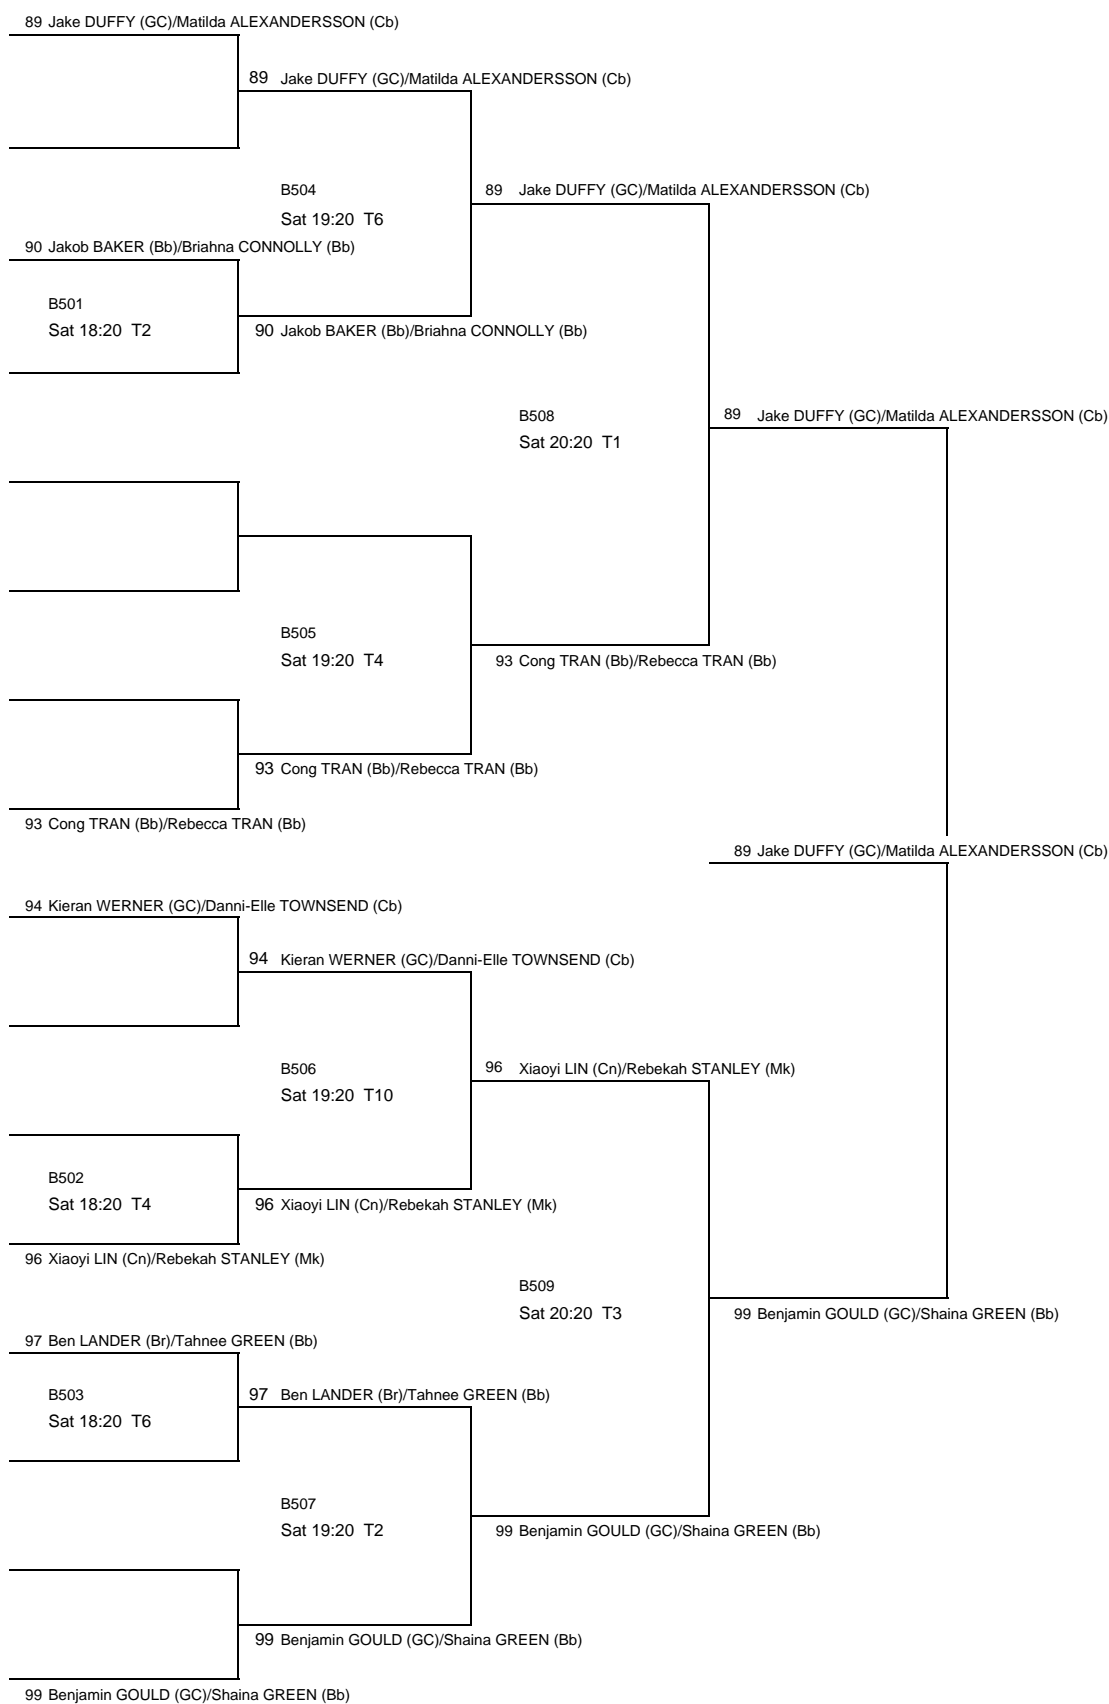 89 Jake DUFFY (GC)/Matilda ALEXANDERSSON (Cb)
89 Jake DUFFY (GC)/Matilda ALEXANDERSSON (Cb)
B504
89 Jake DUFFY (GC)/Matilda ALEXANDERSSON (Cb)
Sat 19:20 T6
90 Jakob BAKER (Bb)/Briahna CONNOLLY (Bb)
B501
Sat 18:20 T2
90 Jakob BAKER (Bb)/Briahna CONNOLLY (Bb)
B508
89 Jake DUFFY (GC)/Matilda ALEXANDERSSON (Cb)
Sat 20:20 T1
B505
Sat 19:20 T4
93 Cong TRAN (Bb)/Rebecca TRAN (Bb)
93 Cong TRAN (Bb)/Rebecca TRAN (Bb)
93 Cong TRAN (Bb)/Rebecca TRAN (Bb)
89 Jake DUFFY (GC)/Matilda ALEXANDERSSON (Cb)
94 Kieran WERNER (GC)/Danni-Elle TOWNSEND (Cb)
94 Kieran WERNER (GC)/Danni-Elle TOWNSEND (Cb)
B506
96 Xiaoyi LIN (Cn)/Rebekah STANLEY (Mk)
Sat 19:20 T10
B502
Sat 18:20 T4
96 Xiaoyi LIN (Cn)/Rebekah STANLEY (Mk)
96 Xiaoyi LIN (Cn)/Rebekah STANLEY (Mk)
B509
Sat 20:20 T3
99 Benjamin GOULD (GC)/Shaina GREEN (Bb)
97 Ben LANDER (Br)/Tahnee GREEN (Bb)
B503
97 Ben LANDER (Br)/Tahnee GREEN (Bb)
Sat 18:20 T6
B507
Sat 19:20 T2
99 Benjamin GOULD (GC)/Shaina GREEN (Bb)
99 Benjamin GOULD (GC)/Shaina GREEN (Bb)
99 Benjamin GOULD (GC)/Shaina GREEN (Bb)